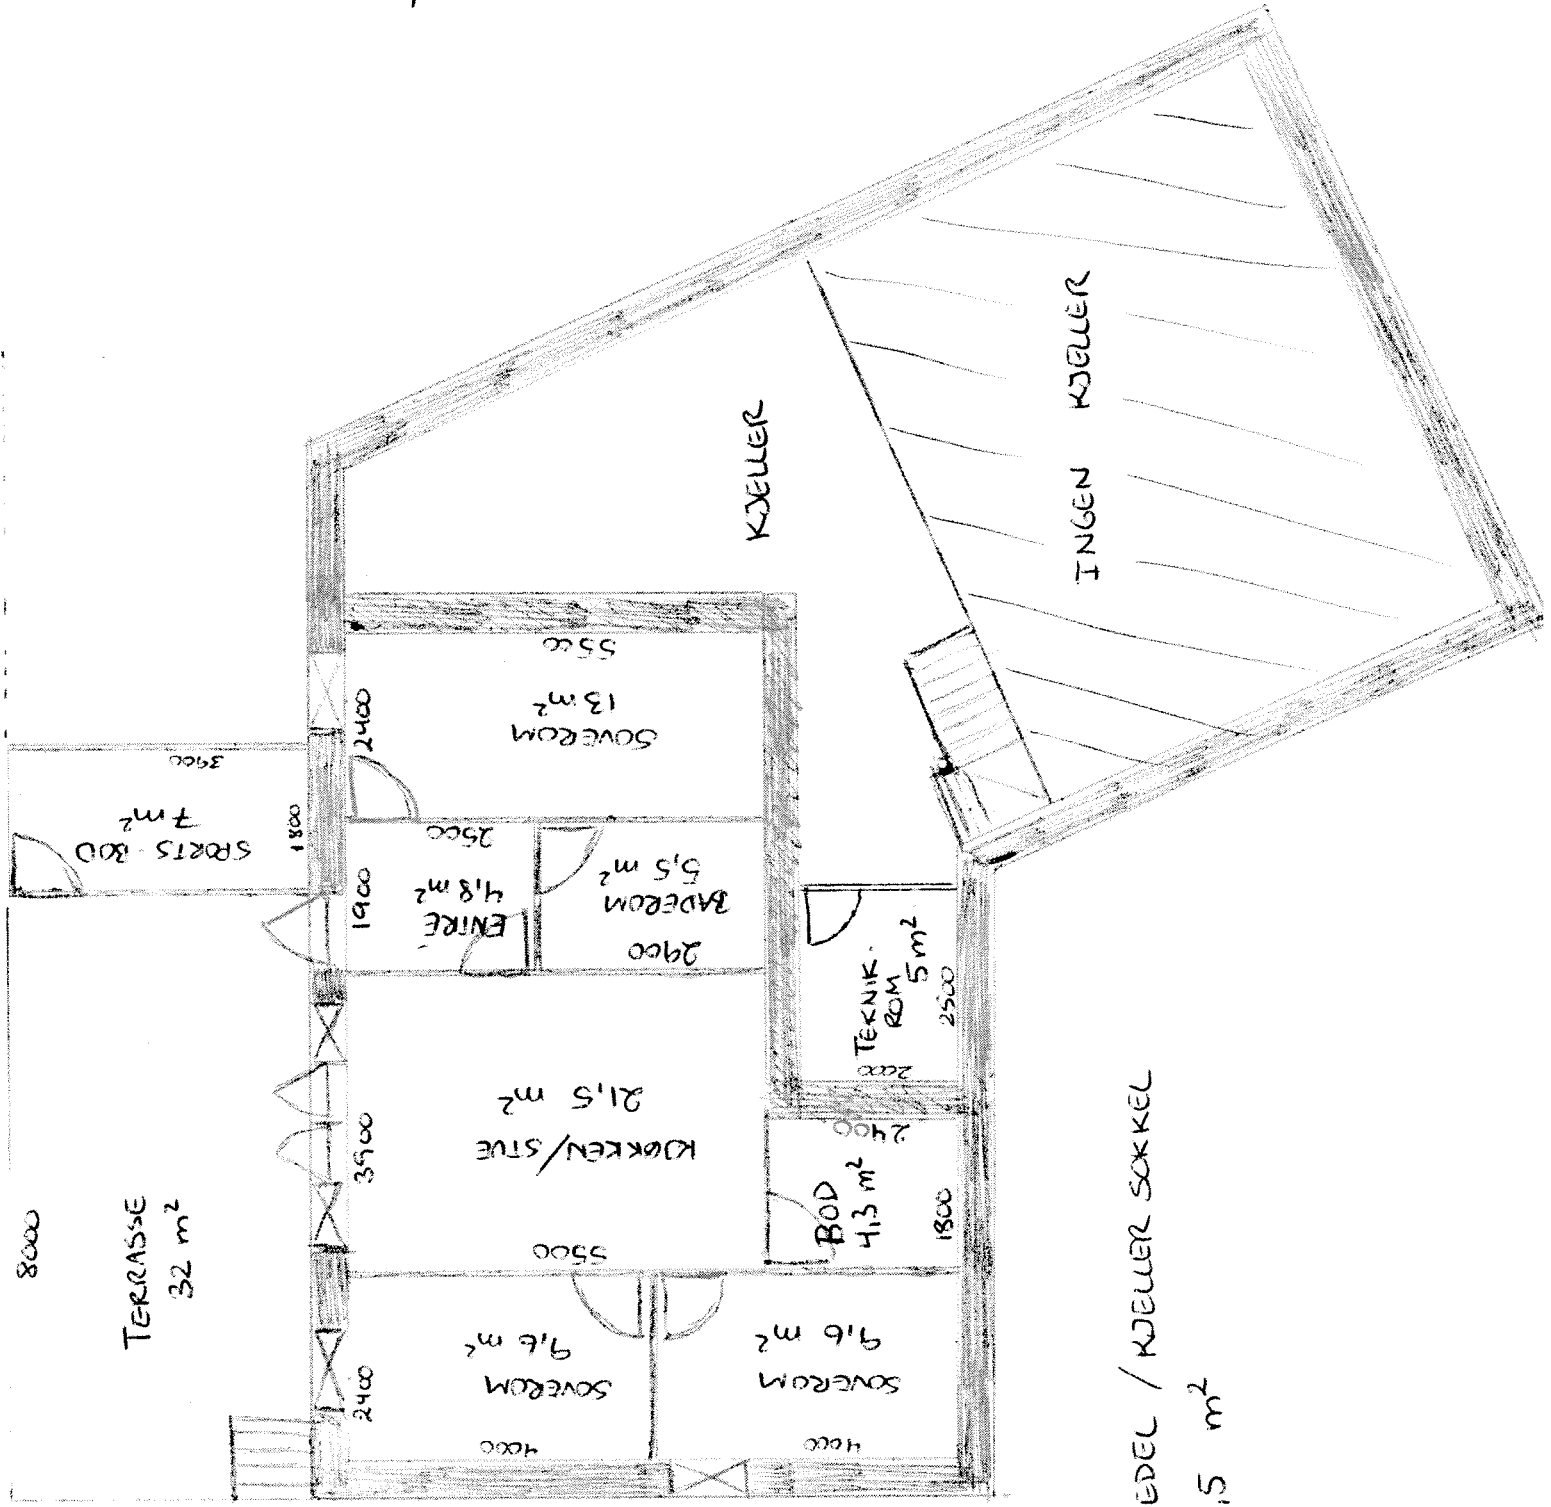 8000
TERRASSE
32 m²
SPORTS-BOD
7 m²
3900
1800
SOVEROM
13 m²
5500
2400
ENTRÉ
4,8 m²
2500
1900
BADEROM
5,5 m²
2900
KJØKKEN/STUE
21,5 m²
3900
5500
SOVEROM
9,6 m²
2400
4000
SOVEROM
9,6 m²
4000
BOD
4,3 m²
2400
1800
TEKNIK.
ROM
5 m²
2500
2000
KJELLER
INGEN KJELLER
EDEL / KJELLER SOKKEL
,5 m²